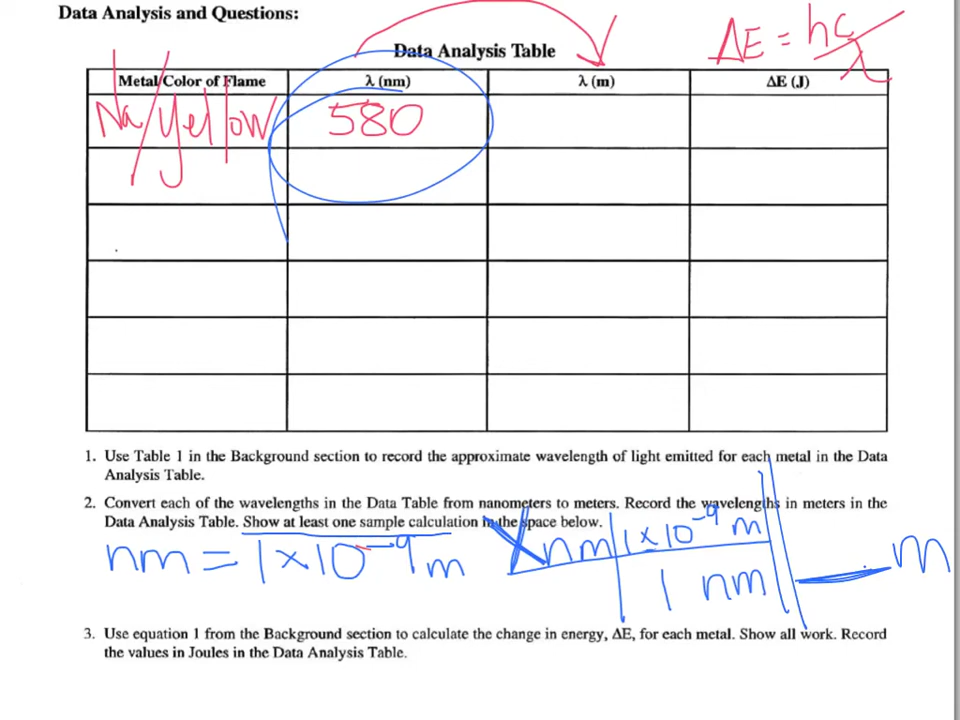 Data Analysis and Questions:
Data Analysis Table
ΔE = hc/λ
Metal/Color of Flame λ (nm) λ (m) ΔE (J)
Na/Yellow 580
1. Use Table 1 in the Background section to record the approximate wavelength of light emitted for each metal in the Data
Analysis Table.
2. Convert each of the wavelengths in the Data Table from nanometers to meters. Record the wavelengths in meters in the
Data Analysis Table. Show at least one sample calculation in the space below.
nm = 1 x 10⁻⁹ m
X nm | 1 x 10⁻⁹ m
1 nm
m
3. Use equation 1 from the Background section to calculate the change in energy, ΔE, for each metal. Show all work. Record
the values in Joules in the Data Analysis Table.